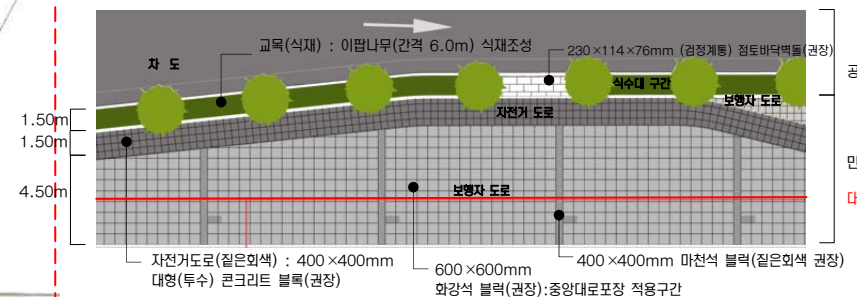 교목(식재) : 이팝나무(간격 6.0m) 식재조성
230×114×76mm (검정계통) 점토바닥벽돌(권장)
차 도
식수대 구간
보행자 도로
자전거 도로
1.50m
1.50m
4.50m
보행자 도로
공
민
대
자전거도로(짙은회색) : 400×400mm
대형(투수) 콘크리트 블록(권장)
600×600mm
화강석 블럭(권장):중앙대로포장 적용구간
400×400mm 마천석 블럭(짙은회색 권장)